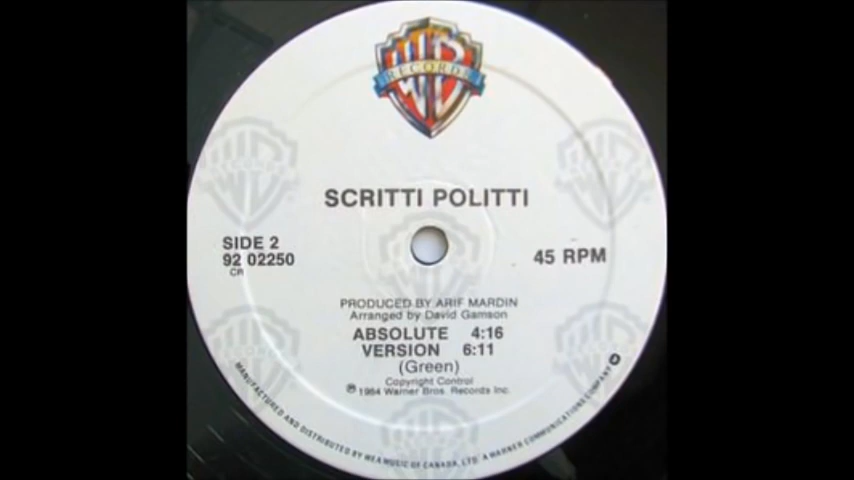 WB
RECORDS
SCRITTI POLITTI
SIDE 2
92 02250
CR
45 RPM
PRODUCED BY ARIF MARDIN
Arranged by David Gamson
ABSOLUTE 4:16
VERSION 6:11
(Green)
Copyright Control
℗ 1984 Warner Bros. Records Inc.
MANUFACTURED AND DISTRIBUTED BY WEA MUSIC OF CANADA, LTD. A WARNER COMMUNICATIONS COMPANY